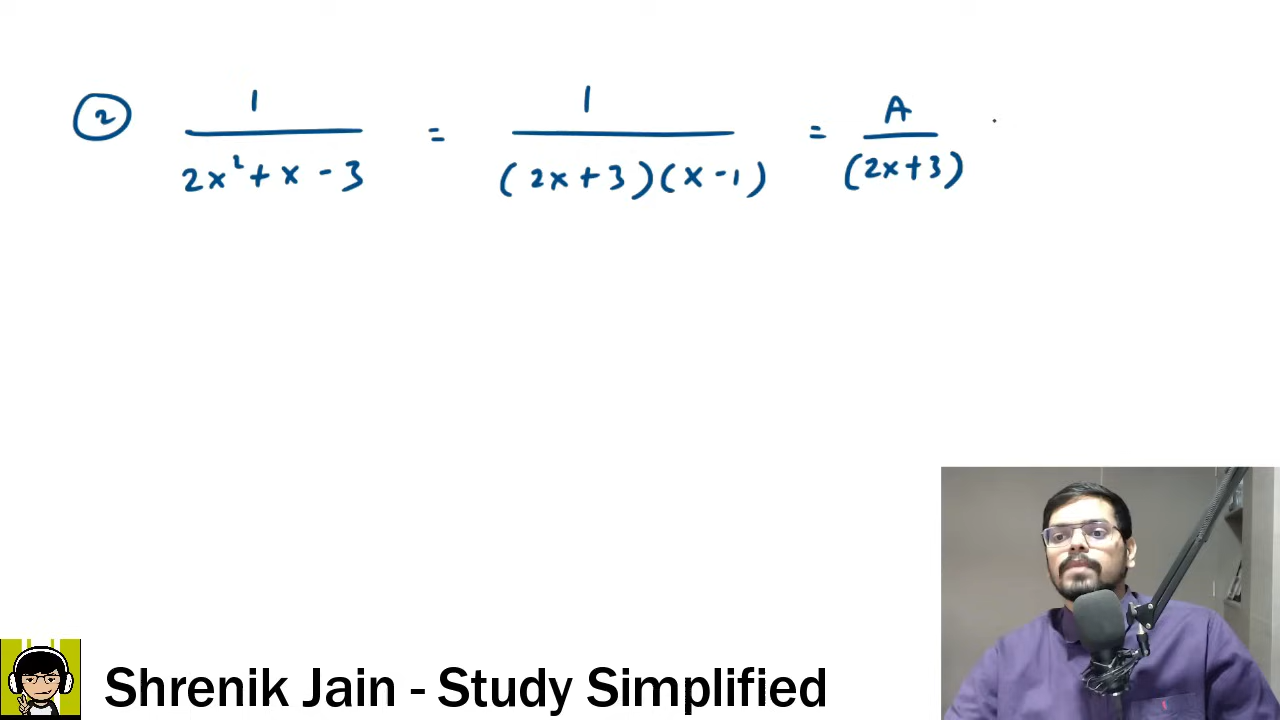 ② 1/(2x² + x - 3) = 1/((2x + 3)(x - 1)) = A/(2x + 3)
Shrenik Jain - Study Simplified